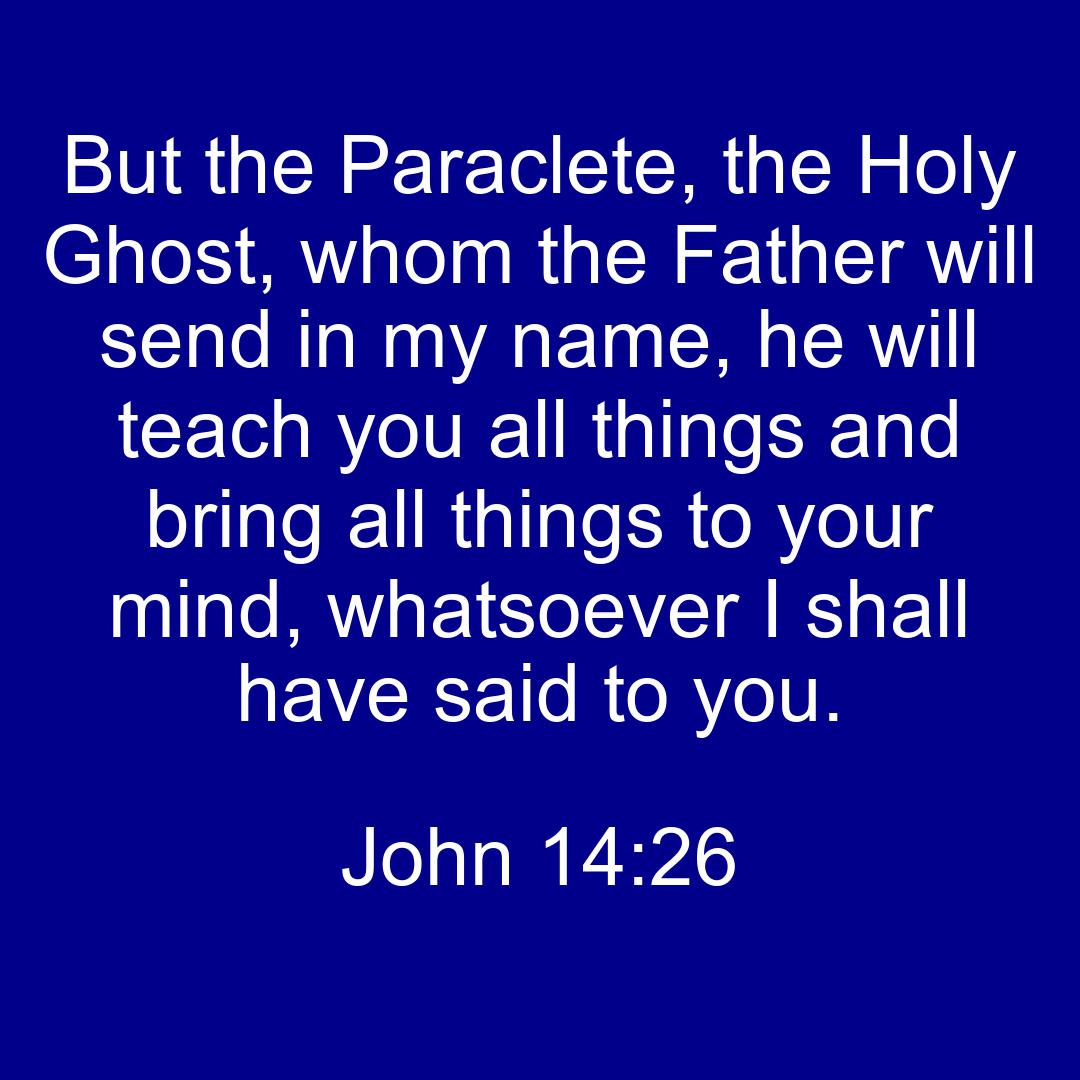 But the Paraclete, the Holy
Ghost, whom the Father will
send in my name, he will
teach you all things and
bring all things to your
mind, whatsoever I shall
have said to you.
John 14:26